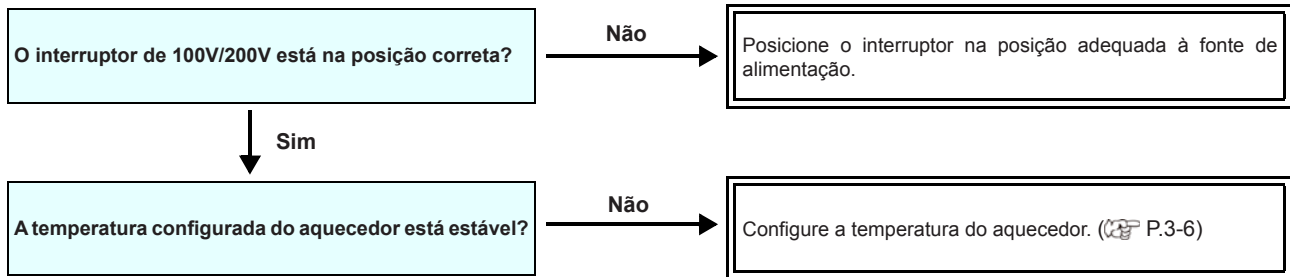 O interruptor de 100V/200V está na posição correta?
Não
Posicione o interruptor na posição adequada à fonte de
alimentação.
Sim
A temperatura configurada do aquecedor está estável?
Não
Configure a temperatura do aquecedor. ( P.3-6)